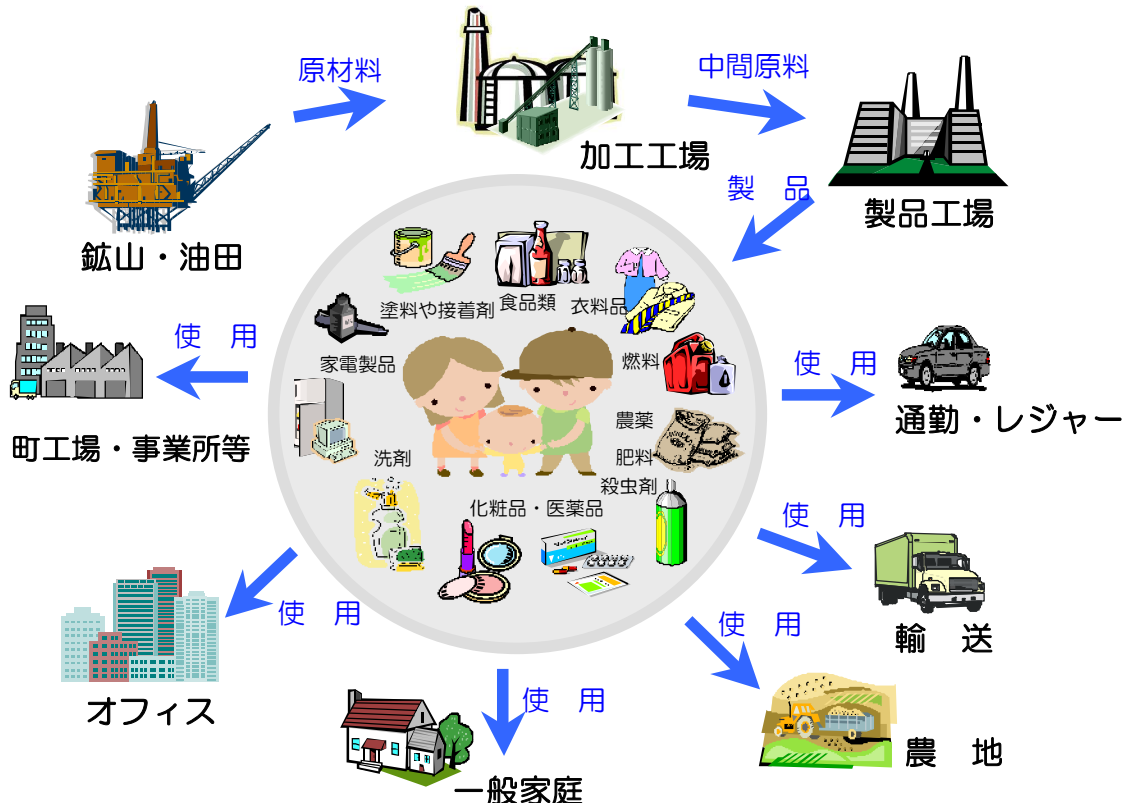 原材料
中間原料
加工工場
製品工場
製　品
鉱山・油田
塗料や接着剤
食品類
衣料品
家電製品
燃料
使　用
使　用
町工場・事業所等
通勤・レジャー
農薬
肥料
洗剤
殺虫剤
化粧品・医薬品
使　用
輸　送
使　用
使　用
オフィス
使　用
農　地
一般家庭